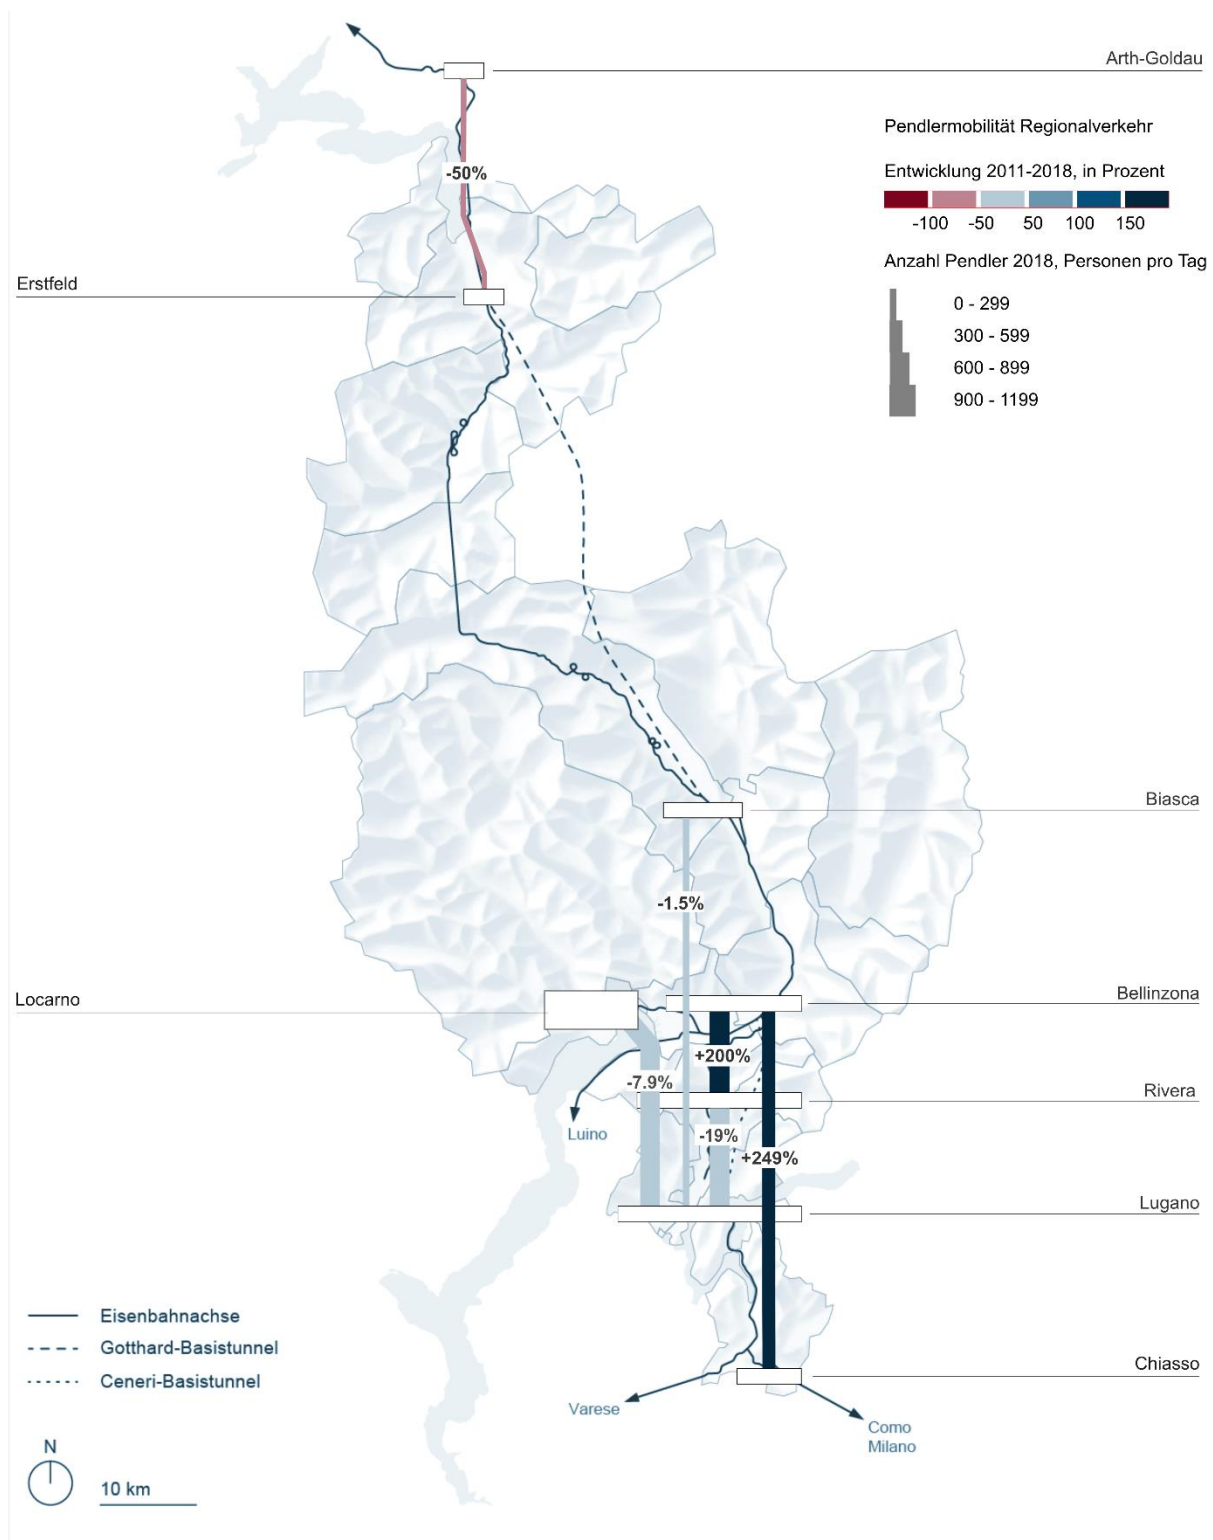 Arth-Goldau
Pendlermobilität Regionalverkehr
Entwicklung 2011-2018, in Prozent
-100 -50 50 100 150
Anzahl Pendler 2018, Personen pro Tag
0 - 299
300 - 599
600 - 899
900 - 1199
-50%
Erstfeld
Biasca
-1.5%
Locarno
Bellinzona
+200%
-7.9%
Rivera
Luino
-19%
+249%
Lugano
Eisenbahnachse
Gotthard-Basistunnel
Ceneri-Basistunnel
Chiasso
Varese
Como
Milano
N
10 km